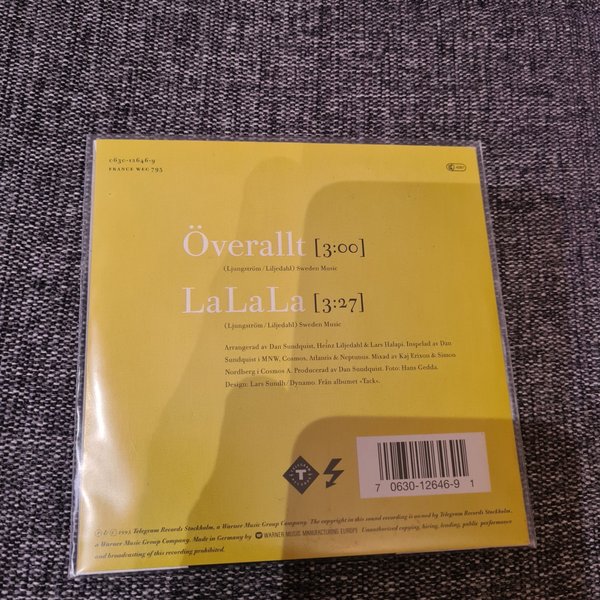 0630-12646-9
FRANCE WEC 795
Överallt [3:00]
(Ljungström / Liljedahl) Sweden Music
LaLaLa [3:27]
(Ljungström / Liljedahl) Sweden Music
Arrangerad av Dan Sundquist, Heinz Liljedahl & Lars Halapi. Inspelad av Dan
Sundquist i MNW, Cosmos, Atlantis & Neptunus. Mixad av Kaj Erixon & Simon
Nordberg i Cosmos A. Producerad av Dan Sundquist. Foto: Hans Gedda.
Design: Lars Sundh/Dynamo. Från albumet »Tack».
T
7 0630-12646-9 1
℗ & © 1995 Telegram Records Stockholm, a Warner Music Group Company. The copyright in this sound recording is owned by Telegram Records Stockholm,
a Warner Music Group Company. Made in Germany by WARNER MUSIC MANUFACTURING EUROPE. Unauthorized copying, hiring, lending, public performance
and broadcasting of this recording prohibited.